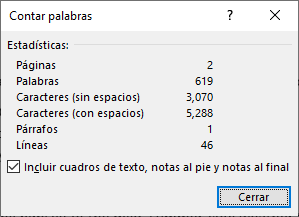 Contar palabras ? ×
Estadísticas:
Páginas 2
Palabras 619
Caracteres (sin espacios) 3,070
Caracteres (con espacios) 5,288
Párrafos 1
Líneas 46
Incluir cuadros de texto, notas al pie y notas al final
Cerrar